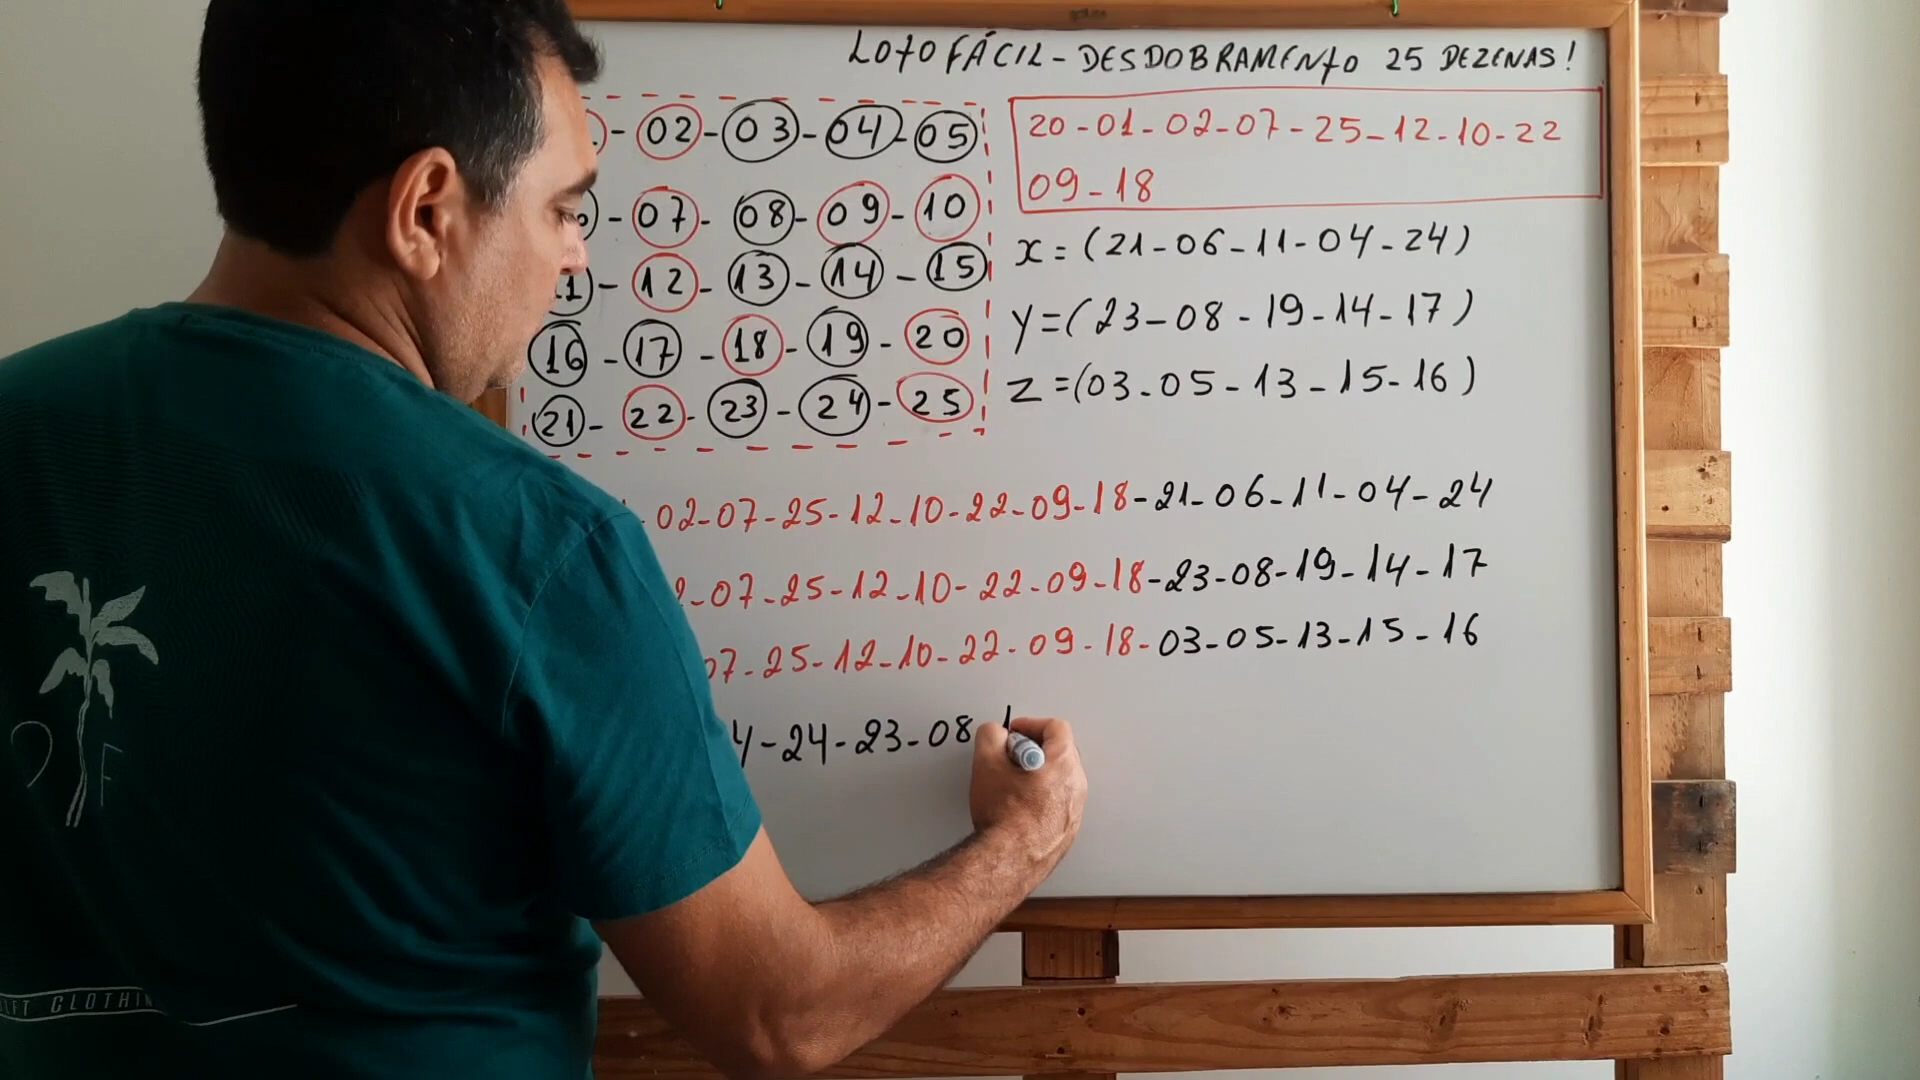 LOTOFÁCIL - DESDOBRAMENTO 25 DEZENAS!
- 02 - 03 - 04 - 05
- 07 - 08 - 09 - 10
11 - 12 - 13 - 14 - 15
16 - 17 - 18 - 19 - 20
21 - 22 - 23 - 24 - 25
20 - 01 - 02 - 07 - 25 - 12 - 10 - 22
09 - 18
x = (21 - 06 - 11 - 04 - 24)
y = (23 - 08 - 19 - 14 - 17)
z = (03 - 05 - 13 - 15 - 16)
02 - 07 - 25 - 12 - 10 - 22 - 09 - 18 - 21 - 06 - 11 - 04 - 24
- 07 - 25 - 12 - 10 - 22 - 09 - 18 - 23 - 08 - 19 - 14 - 17
07 - 25 - 12 - 10 - 22 - 09 - 18 - 03 - 05 - 13 - 15 - 16
4 - 24 - 23 - 08 - 1